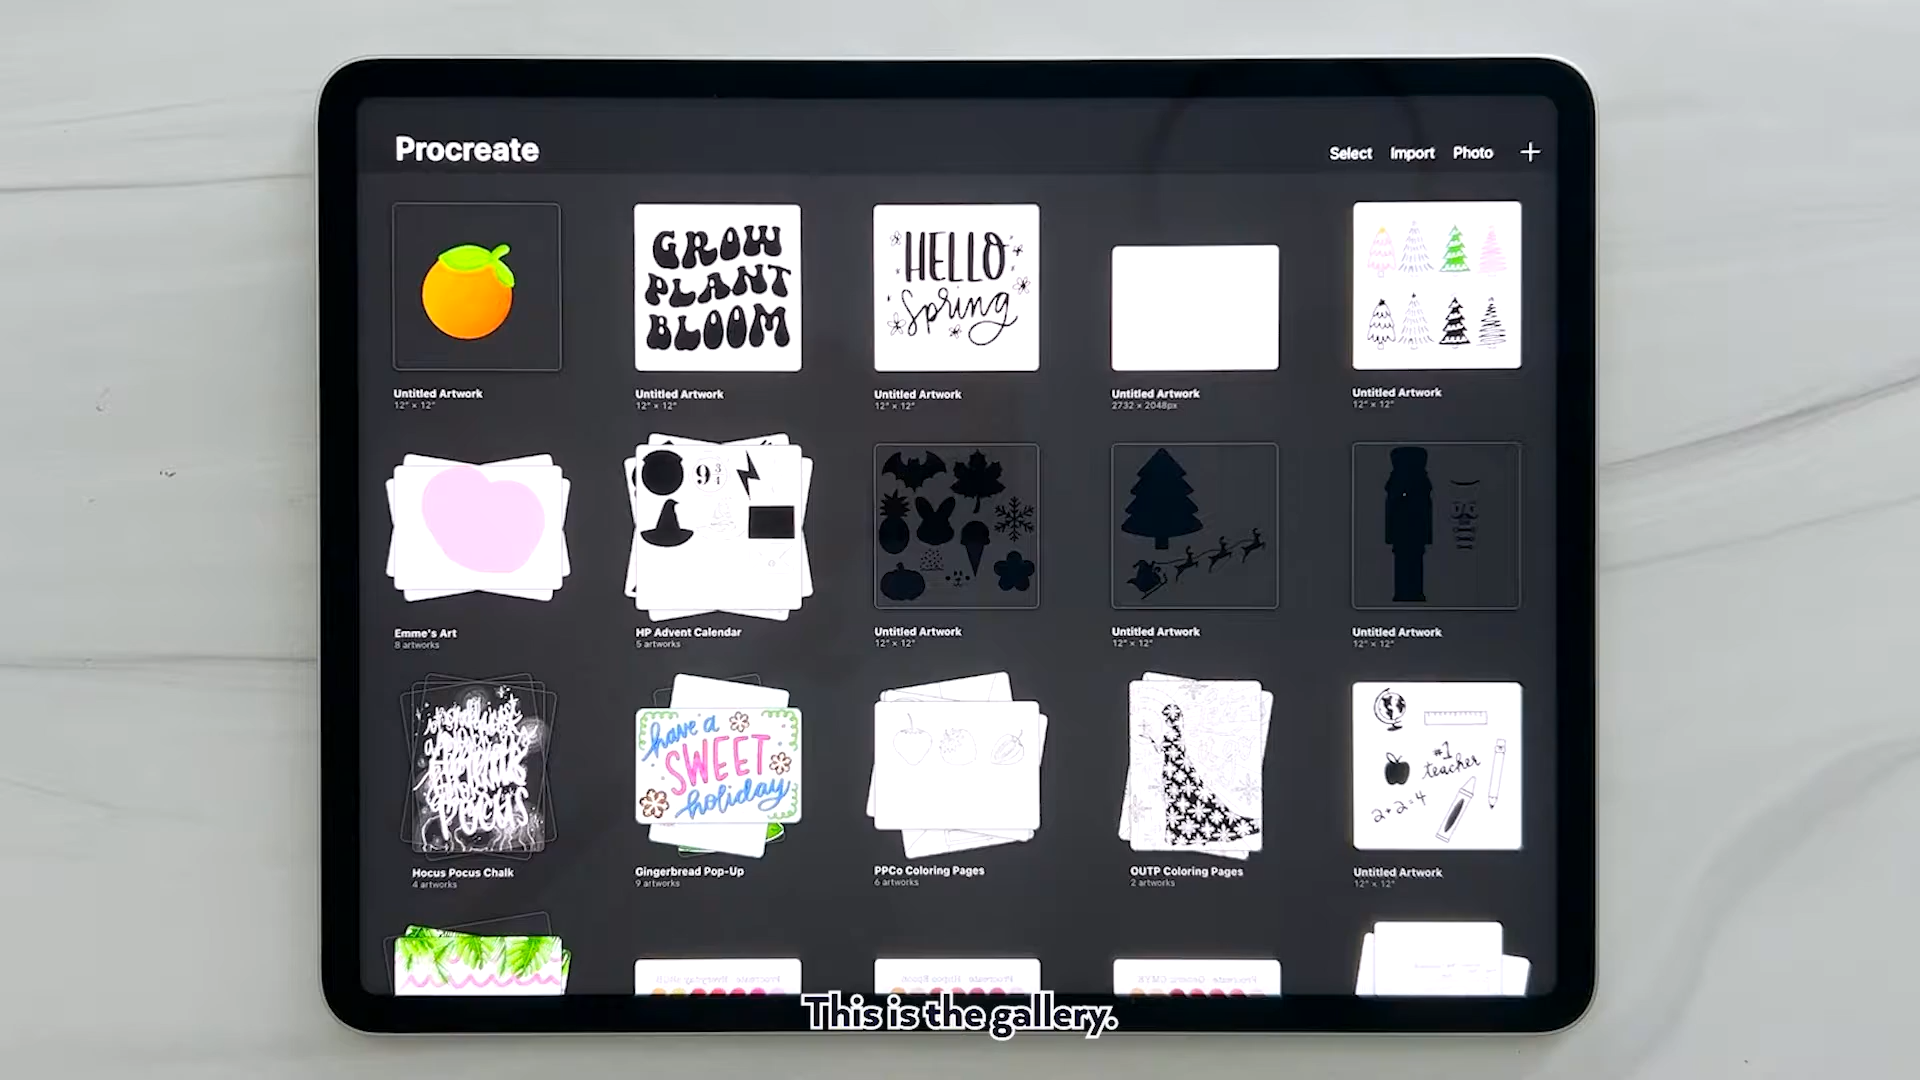 Procreate
Select Import Photo +
GROW
PLANT
BLOOM
HELLO
spring
Untitled Artwork
12" × 12"
Untitled Artwork
12" × 12"
Untitled Artwork
12" × 12"
Untitled Artwork
2732 × 2048px
Untitled Artwork
12" × 12"
9 3/4
Emme's Art
8 artworks
HP Advent Calendar
5 artworks
Untitled Artwork
12" × 12"
Untitled Artwork
12" × 12"
Untitled Artwork
12" × 12"
POCUS
have a
SWEET
holiday
#1
teacher
2+2=4
Hocus Pocus Chalk
4 artworks
Gingerbread Pop-Up
9 artworks
PPCo Coloring Pages
6 artworks
OUTP Coloring Pages
2 artworks
Untitled Artwork
12" × 12"
This is the gallery.